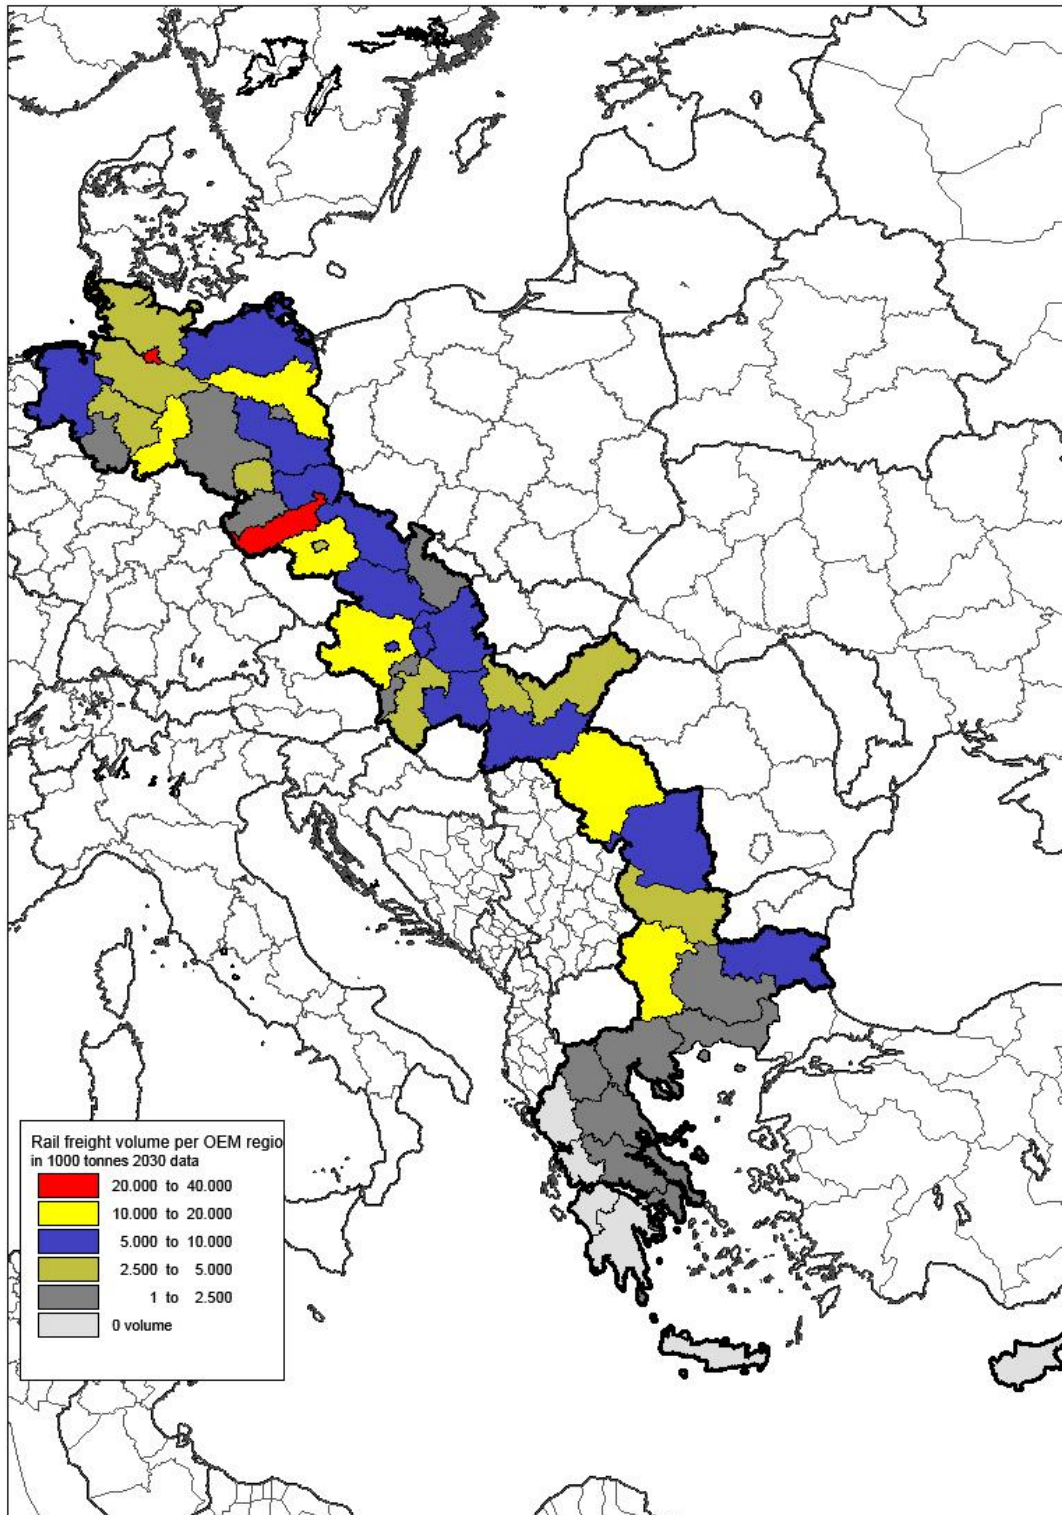 Rail freight volume per OEM regio
in 1000 tonnes 2030 data
20.000 to 40.000
10.000 to 20.000
5.000 to 10.000
2.500 to 5.000
1 to 2.500
0 volume